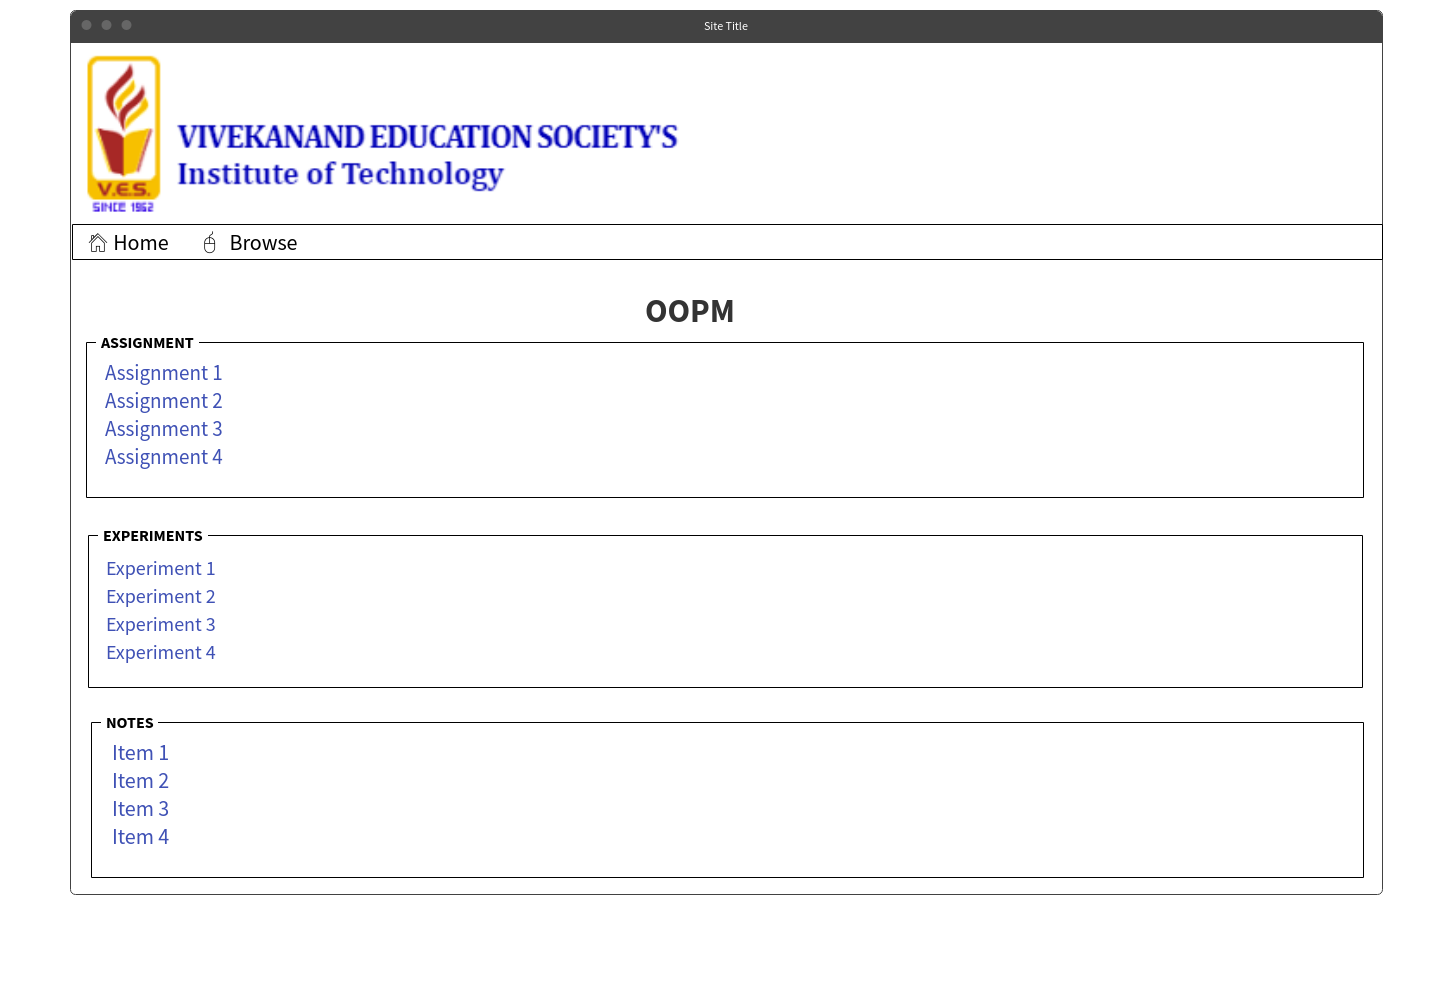 Site Title
V.E.S.
SINCE 1962
VIVEKANAND EDUCATION SOCIETY'S
Institute of Technology
Home Browse
OOPM
ASSIGNMENT
Assignment 1
Assignment 2
Assignment 3
Assignment 4
EXPERIMENTS
Experiment 1
Experiment 2
Experiment 3
Experiment 4
NOTES
Item 1
Item 2
Item 3
Item 4